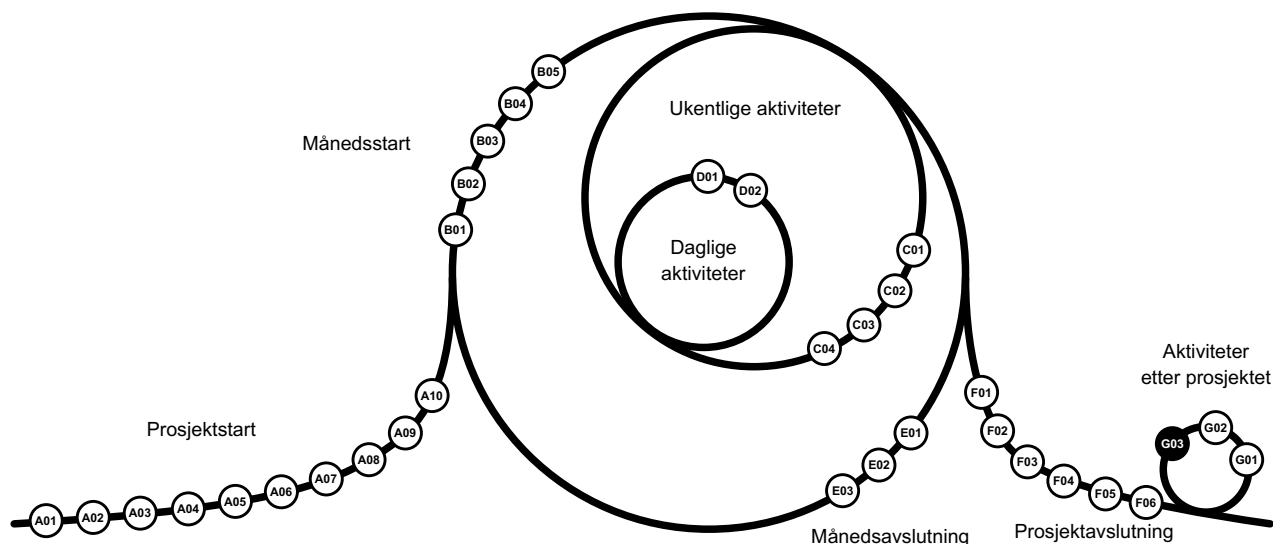 B05
B04
Ukentlige aktiviteter
Månedsstart
B03
B02
D01
D02
B01
Daglige
aktiviteter
C01
C02
C03
C04
Aktiviteter
etter prosjektet
A10
F01
Prosjektstart
A09
E01
F02
G02
G03
G01
A08
E02
F03
A07
F04
A06
E03
F05
A05
F06
A04
A03
A02
A01
Månedsavslutning
Prosjektavslutning